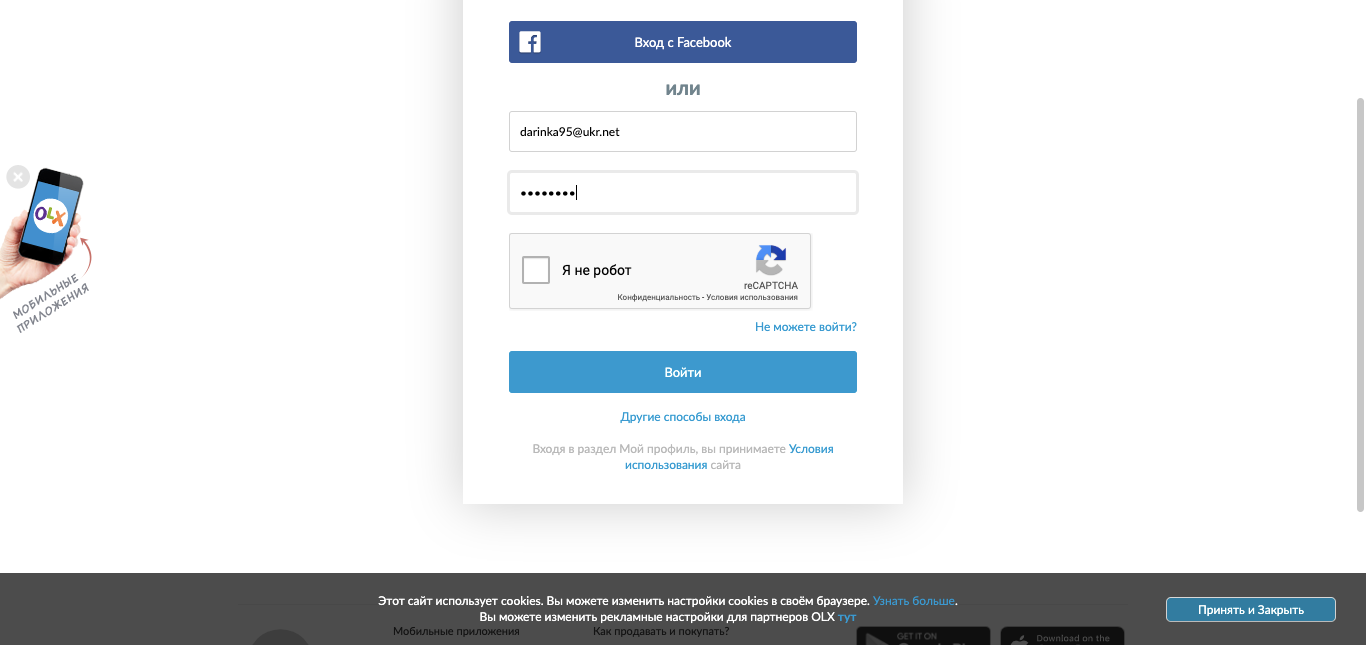 Вход с Facebook
ИЛИ
darinka95@ukr.net
••••••••
Я не робот
reCAPTCHA
Конфиденциальность - Условия использования
Не можете войти?
Войти
Другие способы входа
Входя в раздел Мой профиль, вы принимаете Условия
использования сайта
OLX
МОБИЛЬНЫЕ
ПРИЛОЖЕНИЯ
Этот сайт использует cookies. Вы можете изменить настройки cookies в своём браузере. Узнать больше.
Вы можете изменить рекламные настройки для партнеров OLX тут
Принять и Закрыть
Мобильные приложения
Как продавать и покупать?
GET IT ON
Download on the